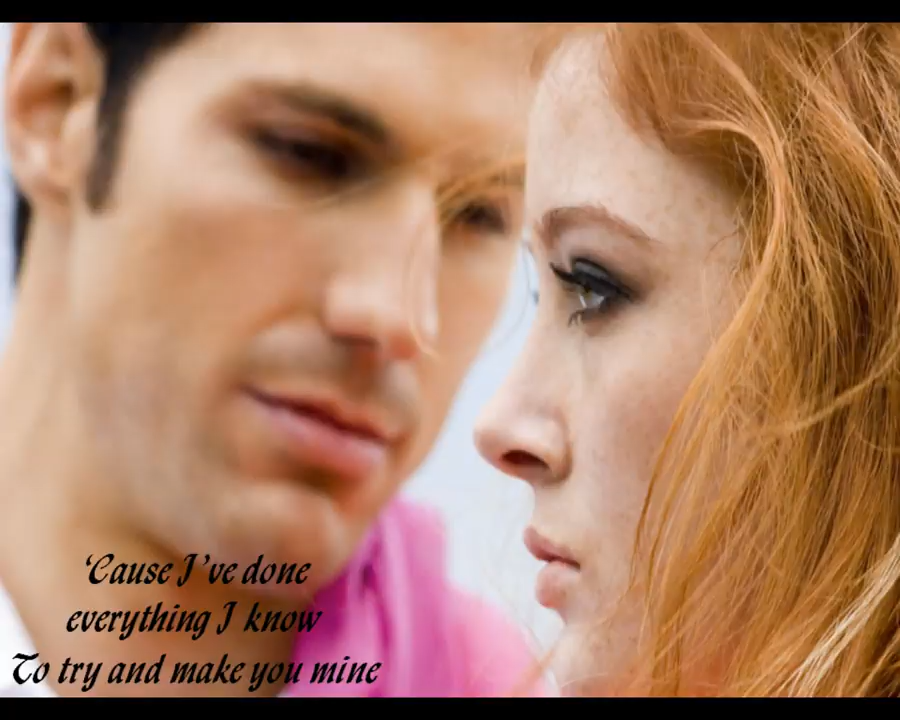 ‘Cause I’ve done
everything I know
To try and make you mine